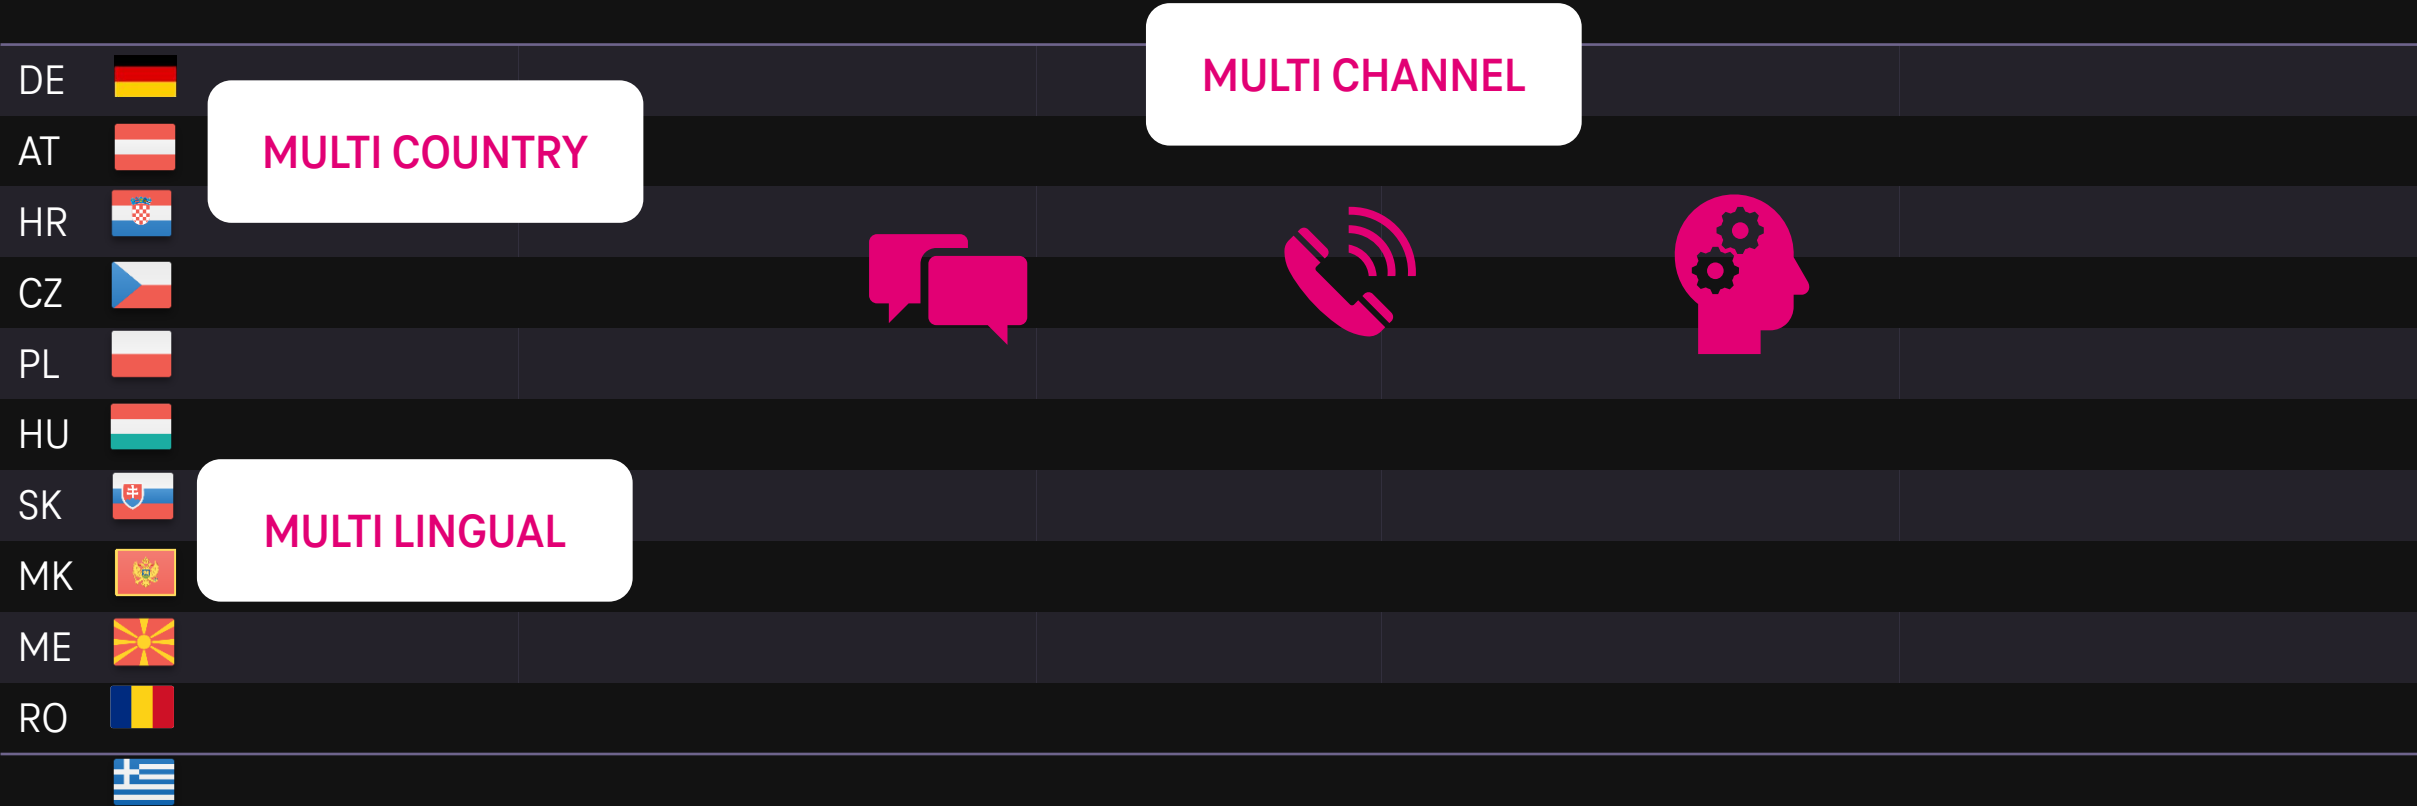 MULTI CHANNEL
DE
MULTI COUNTRY
AT
HR
CZ
PL
HU
SK
MULTI LINGUAL
MK
ME
RO